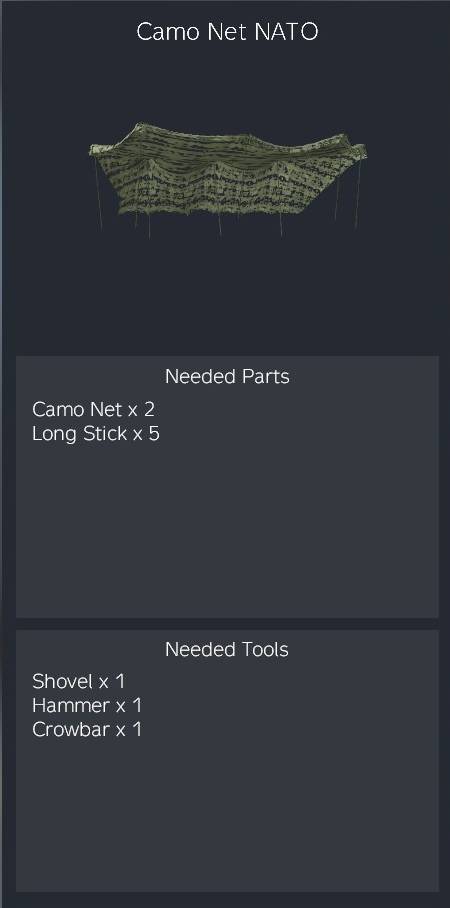 Camo Net NATO
Needed Parts
Camo Net x 2
Long Stick x 5
Needed Tools
Shovel x 1
Hammer x 1
Crowbar x 1